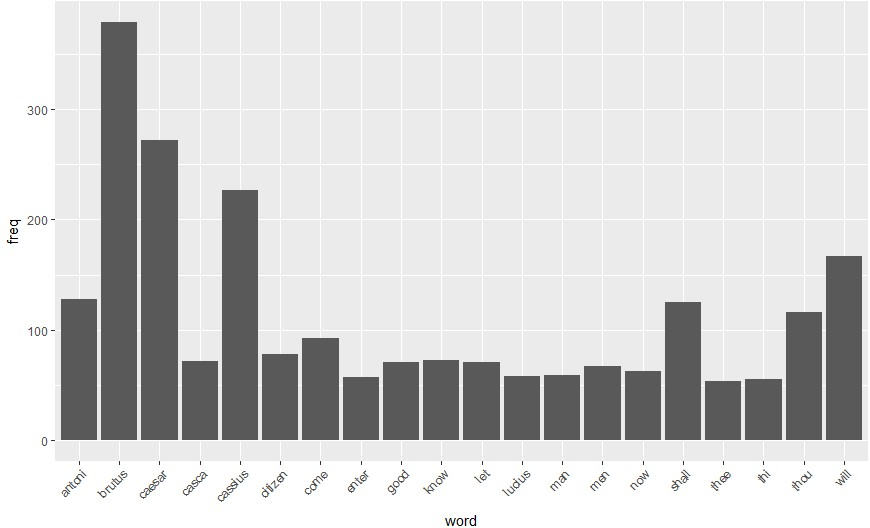 freq
300
200
100
0
antoni
brutus
caesar
casca
cassius
citizen
come
enter
good
know
let
lucius
man
men
now
shall
thee
thi
thou
will
word